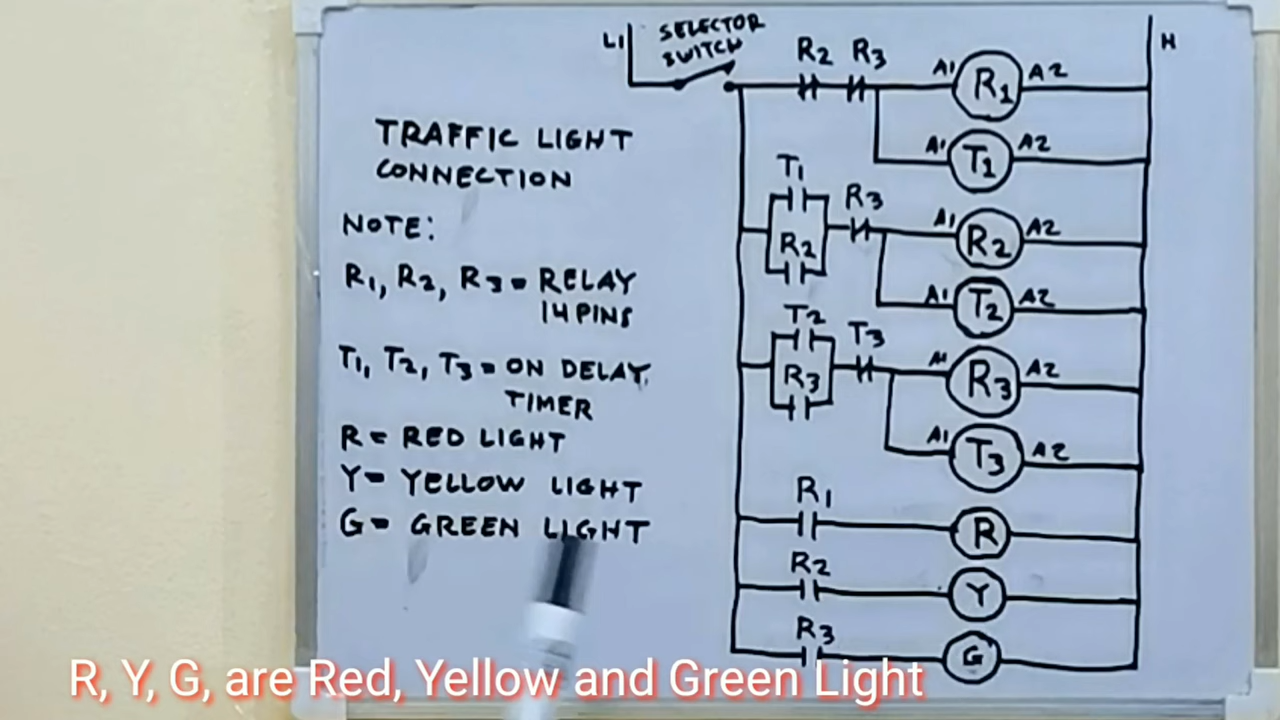 L1 SELECTOR SWITCH N
TRAFFIC LIGHT
CONNECTION
NOTE:
R1, R2, R3 = RELAY
14 PINS
T1, T2, T3 = ON DELAY
TIMER
R = RED LIGHT
Y = YELLOW LIGHT
G = GREEN LIGHT
R2 R3 A1 R1 A2
A1 T1 A2
T1 R3 A1 R2 A2
R2
A1 T2 A2
T2 T3 A1 R3 A2
R3
A1 T3 A2
R1 R
R2 Y
R3 G
R, Y, G, are Red, Yellow and Green Light